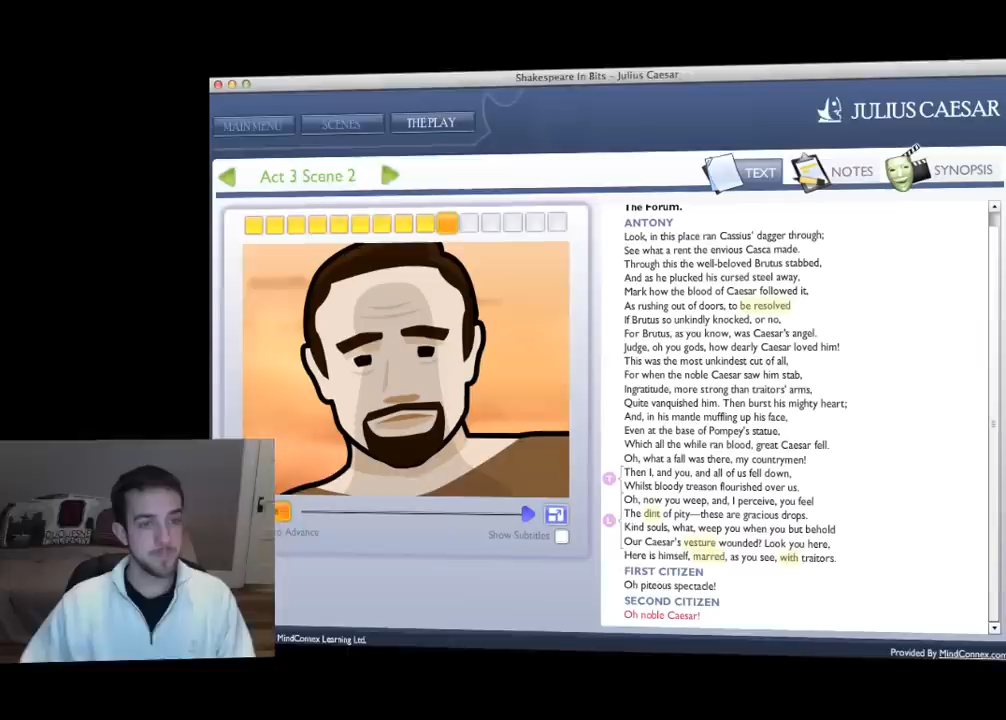 Shakespeare In Bits - Julius Caesar
MAIN MENU
SCENES
THE PLAY
JULIUS CAESAR
Act 3 Scene 2
TEXT
NOTES
SYNOPSIS
The Forum.
ANTONY
Look, in this place ran Cassius' dagger through;
See what a rent the envious Casca made.
Through this the well-beloved Brutus stabbed,
And as he plucked his cursed steel away,
Mark how the blood of Caesar followed it,
As rushing out of doors, to be resolved
If Brutus so unkindly knocked, or no,
For Brutus, as you know, was Caesar's angel.
Judge, oh you gods, how dearly Caesar loved him!
This was the most unkindest cut of all,
For when the noble Caesar saw him stab,
Ingratitude, more strong than traitors' arms,
Quite vanquished him. Then burst his mighty heart;
And, in his mantle muffling up his face,
Even at the base of Pompey's statue,
Which all the while ran blood, great Caesar fell.
Oh, what a fall was there, my countrymen!
T
Then I, and you, and all of us fell down,
Whilst bloody treason flourished over us.
Oh, now you weep, and, I perceive, you feel
The dint of pity—these are gracious drops.
L
Kind souls, what, weep you when you but behold
Our Caesar's vesture wounded? Look you here,
Here is himself, marred, as you see, with traitors.
FIRST CITIZEN
Oh piteous spectacle!
SECOND CITIZEN
Oh noble Caesar!
Advance
Show Subtitles
MindConnex Learning Ltd.
Provided By MindConnex.com